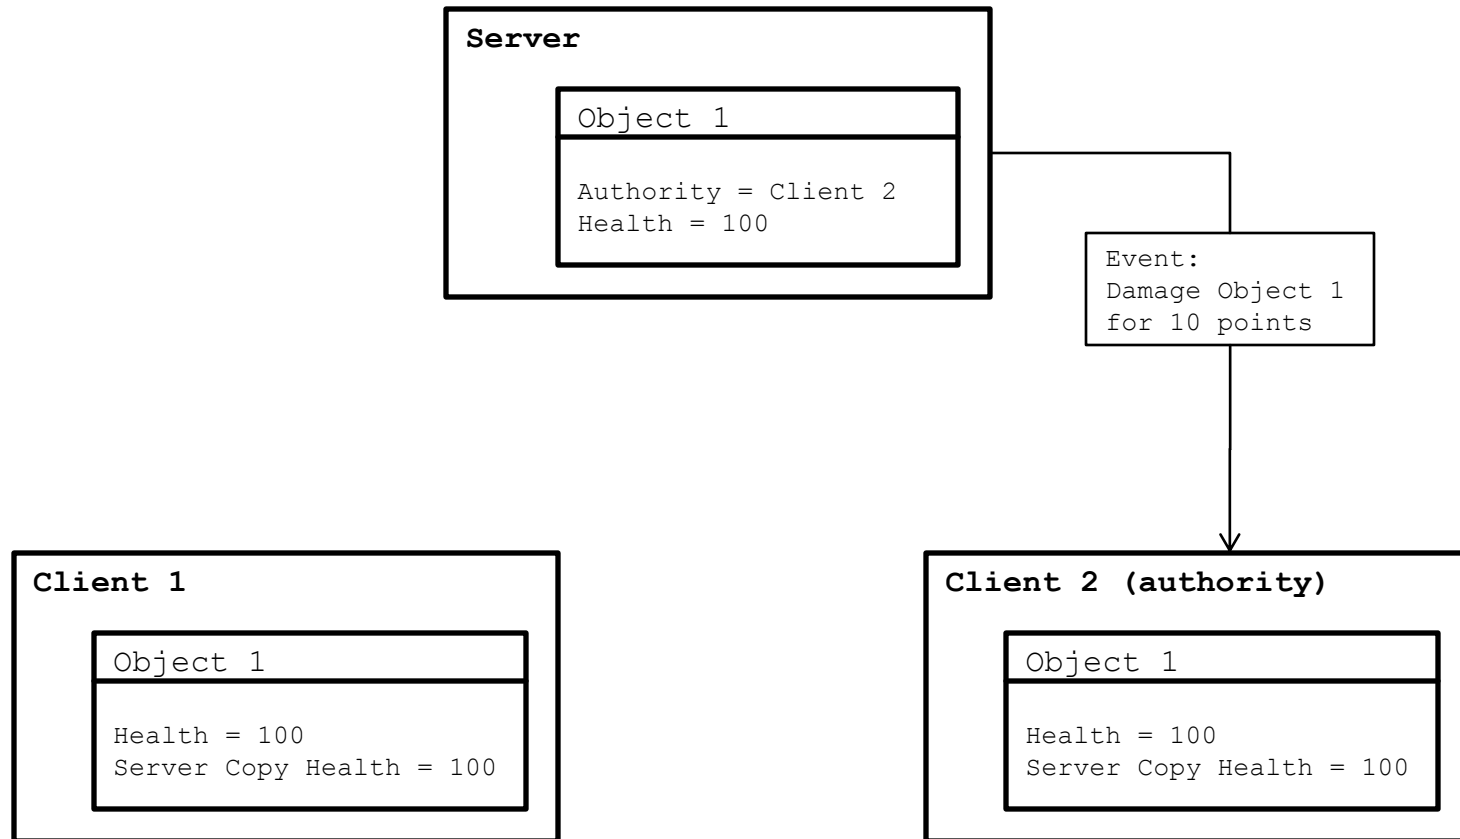 Server
Object 1
Authority = Client 2
Health = 100
Event:
Damage Object 1
for 10 points
Client 1
Object 1
Health = 100
Server Copy Health = 100
Client 2 (authority)
Object 1
Health = 100
Server Copy Health = 100